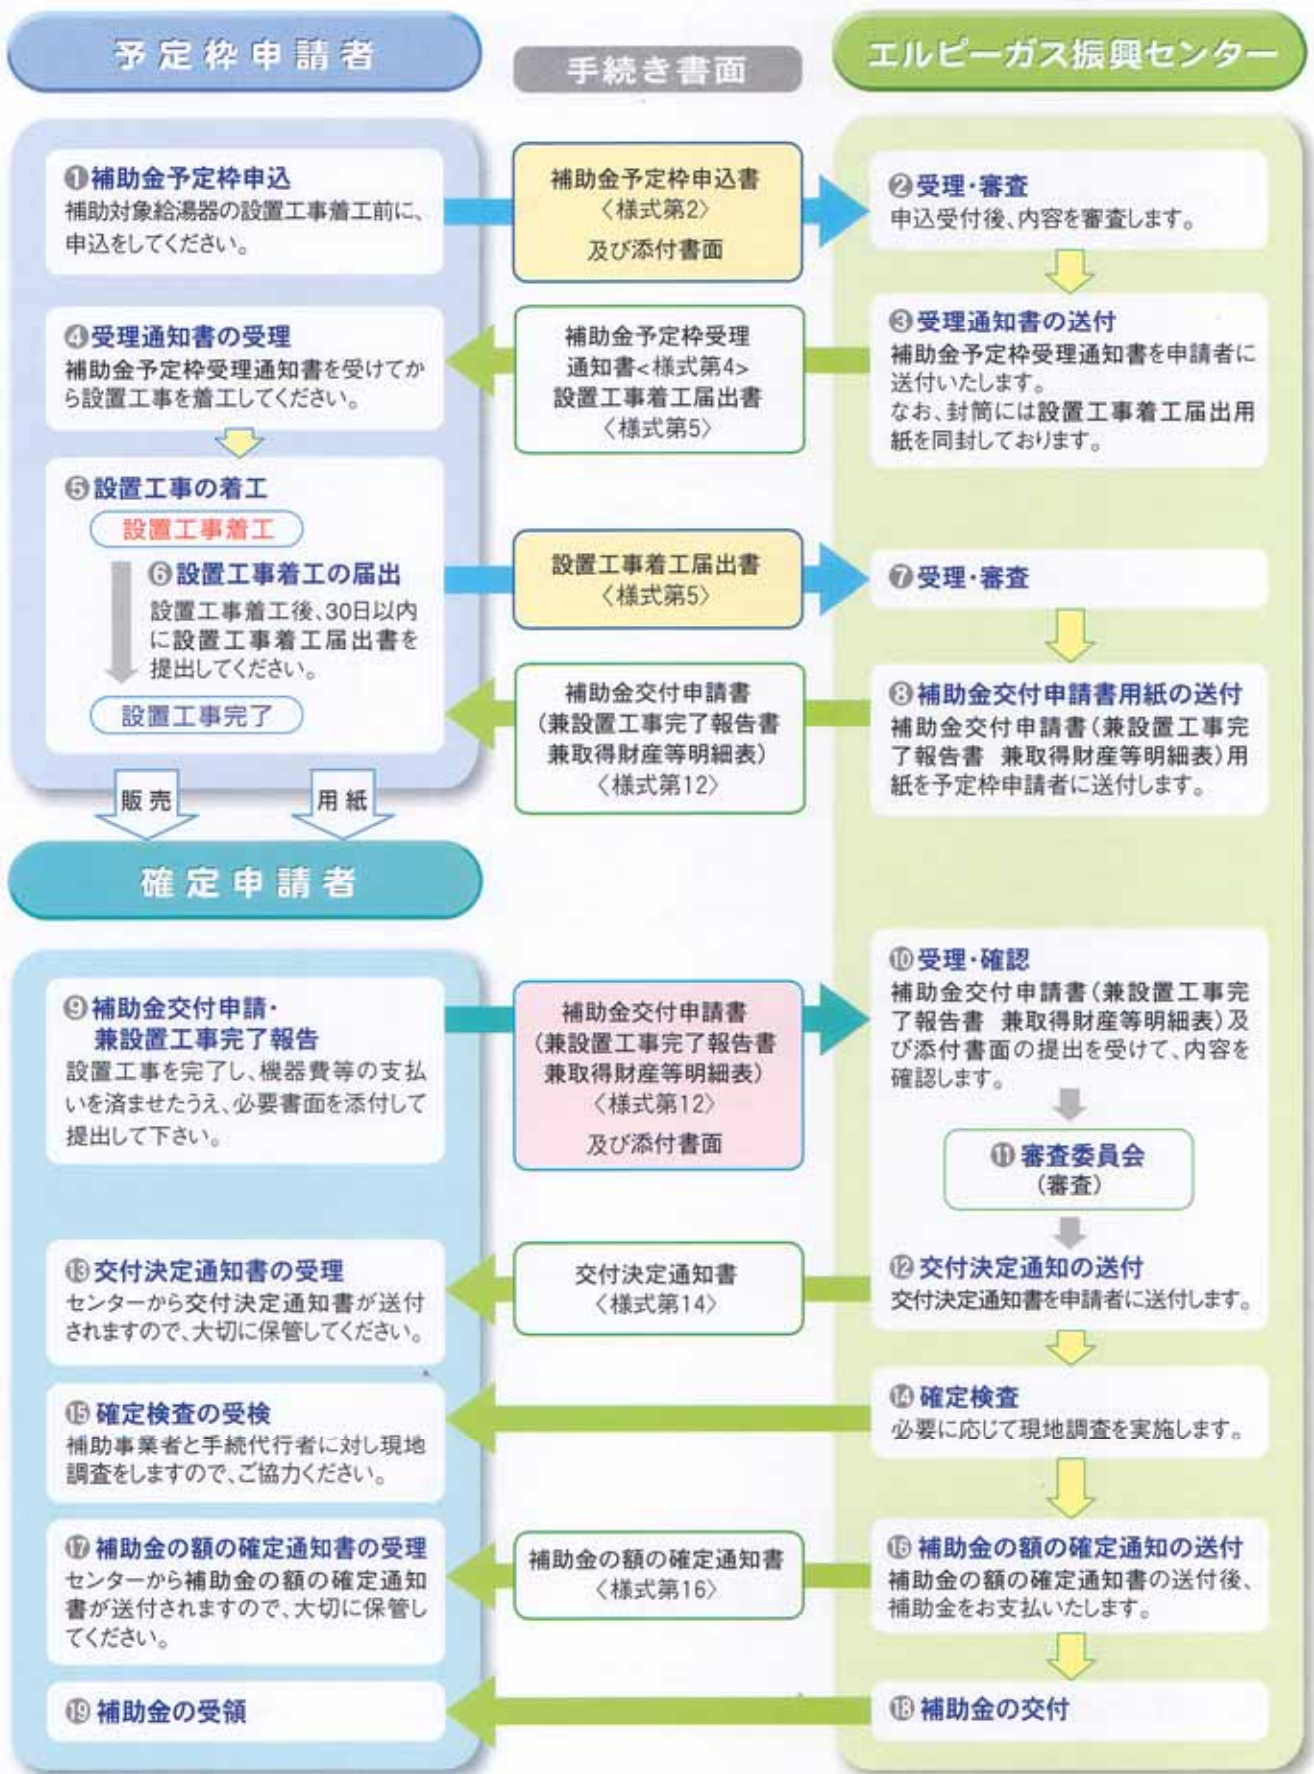 予定枠申請者
手続き書面
エルピーガス振興センター
❶補助金予定枠申込
補助対象給湯器の設置工事着工前に、
申込をしてください。
補助金予定枠申込書
〈様式第2〉
及び添付書面
❷受理・審査
申込受付後、内容を審査します。
❸受理通知書の送付
補助金予定枠受理通知書を申請者に
送付いたします。
なお、封筒には設置工事着工届出用
紙を同封しております。
補助金予定枠受理
通知書<様式第4>
設置工事着工届出書
〈様式第5〉
❹受理通知書の受理
補助金予定枠受理通知書を受けてか
ら設置工事を着工してください。
❺設置工事の着工
設置工事着工
❻設置工事着工の届出
設置工事着工後、30日以内
に設置工事着工届出書を
提出してください。
設置工事完了
設置工事着工届出書
〈様式第5〉
❼受理・審査
❽補助金交付申請書用紙の送付
補助金交付申請書(兼設置工事完
了報告書 兼取得財産等明細表)用
紙を予定枠申請者に送付します。
補助金交付申請書
(兼設置工事完了報告書
兼取得財産等明細表)
〈様式第12〉
販売
用紙
確定申請者
❾補助金交付申請・
兼設置工事完了報告
設置工事を完了し、機器費等の支払
いを済ませたうえ、必要書面を添付して
提出して下さい。
補助金交付申請書
(兼設置工事完了報告書
兼取得財産等明細表)
〈様式第12〉
及び添付書面
❿受理・確認
補助金交付申請書(兼設置工事完
了報告書 兼取得財産等明細表)及
び添付書面の提出を受けて、内容を
確認します。
⓫審査委員会
(審査)
⓬交付決定通知の送付
交付決定通知書を申請者に送付します。
交付決定通知書
〈様式第14〉
⓭交付決定通知書の受理
センターから交付決定通知書が送付
されますので、大切に保管してください。
⓮確定検査
必要に応じて現地調査を実施します。
⓯確定検査の受検
補助事業者と手続代行者に対し現地
調査をしますので、ご協力ください。
⓰補助金の額の確定通知の送付
補助金の額の確定通知書の送付後、
補助金をお支払いたします。
補助金の額の確定通知書
〈様式第16〉
⓱補助金の額の確定通知書の受理
センターから補助金の額の確定通知
書が送付されますので、大切に保管し
てください。
⓲補助金の交付
⓳補助金の受領